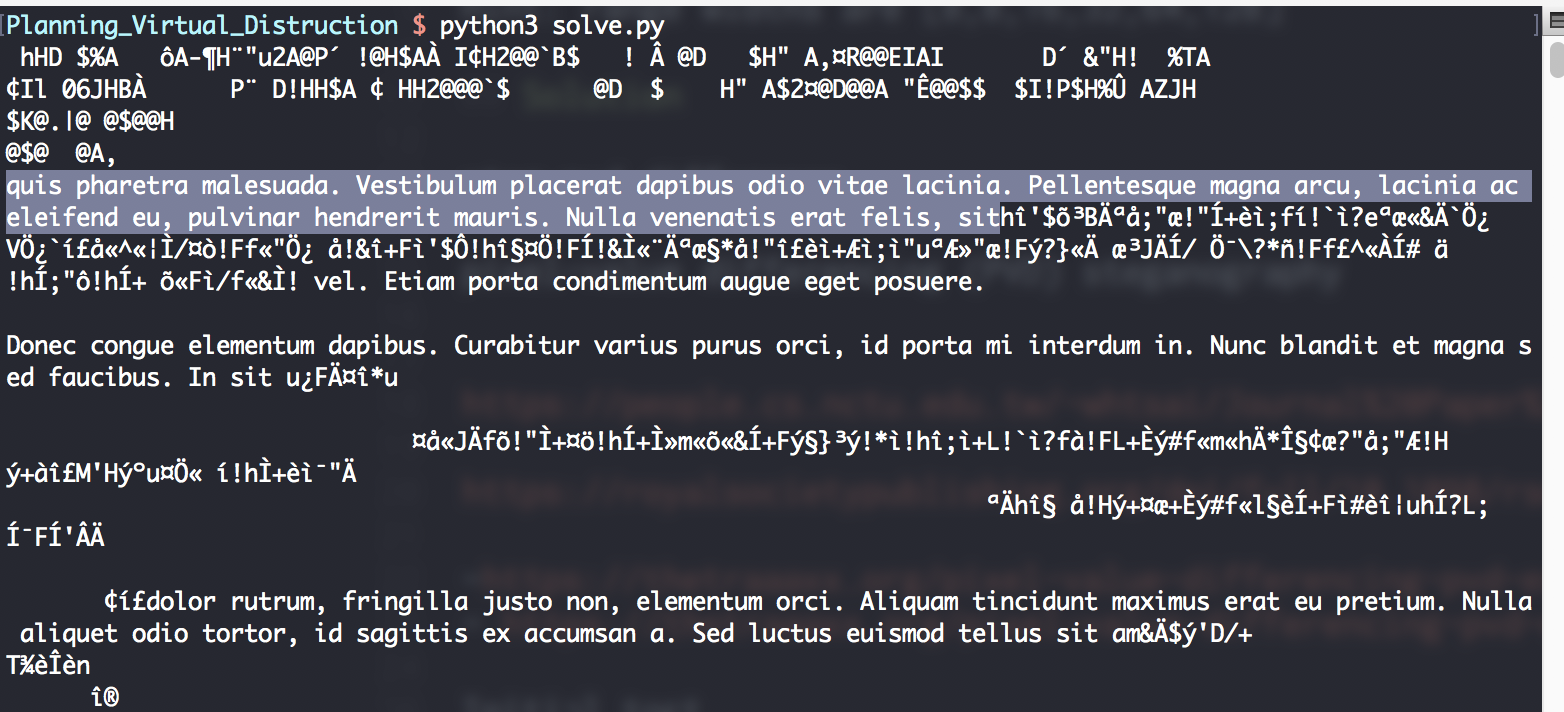 Planning_Virtual_Distruction $ python3 solve.py
hHD $%A   ôA-¶H¨"u2A@P´ !@H$AÀ I¢H2@@`B$   ! Â @D   $H" A,¤R@@EIAI       D´ &"H!  %TA
¢Il 06JHBÀ      P¨ D!HH$A ¢ HH2@@@`$      @D  $    H" A$2¤@D@@A "Ê@@$$  $I!P$H%Û AZJH
$K@.|@ @$@@H
@$@  @A,
quis pharetra malesuada. Vestibulum placerat dapibus odio vitae lacinia. Pellentesque magna arcu, lacinia ac
eleifend eu, pulvinar hendrerit mauris. Nulla venenatis erat felis, sithî'$õ³BÄªå;"æ!"Í+èì;fí!`ì?eªæ«&Ä`Ö¿
VÖ¿`í£å«^«¦Ì/¤ò!Ff«"Ö¿ å!&î+Fì'$Ô!hî§¤Ö!FÍ!&Ì«¨Äªæ§*å!"î£èì+Æì;ì"uªÆ»"æ!Fý?}«Ä æ³JÄÍ/ Ö¯\?*ñ!Ff£^«ÀÍ# ä
!hÍ;"ô!hÍ+ õ«Fì/f«&Ì! vel. Etiam porta condimentum augue eget posuere.
Donec congue elementum dapibus. Curabitur varius purus orci, id porta mi interdum in. Nunc blandit et magna s
ed faucibus. In sit u¿FÄ¤î*u
¤å«JÄfõ!"Ì+¤ö!hÍ+Ì»m«õ«&Í+Fý§}³ý!*ì!hî;ì+L!`ì?fà!FL+Èý#f«m«hÄ*Î§¢æ?"å;"Æ!H
ý+àî£M'Hýºu¤Ö« í!hÌ+èì¯"Ä
ªÄhî§ å!Hý+¤æ+Èý#f«l§èÍ+Fì#èî¦uhÍ?L;
Í¯FÍ'ÂÄ
¢í£dolor rutrum, fringilla justo non, elementum orci. Aliquam tincidunt maximus erat eu pretium. Nulla
aliquet odio tortor, id sagittis ex accumsan a. Sed luctus euismod tellus sit am&Ä$ý'D/+
T¾èÎèn
î®